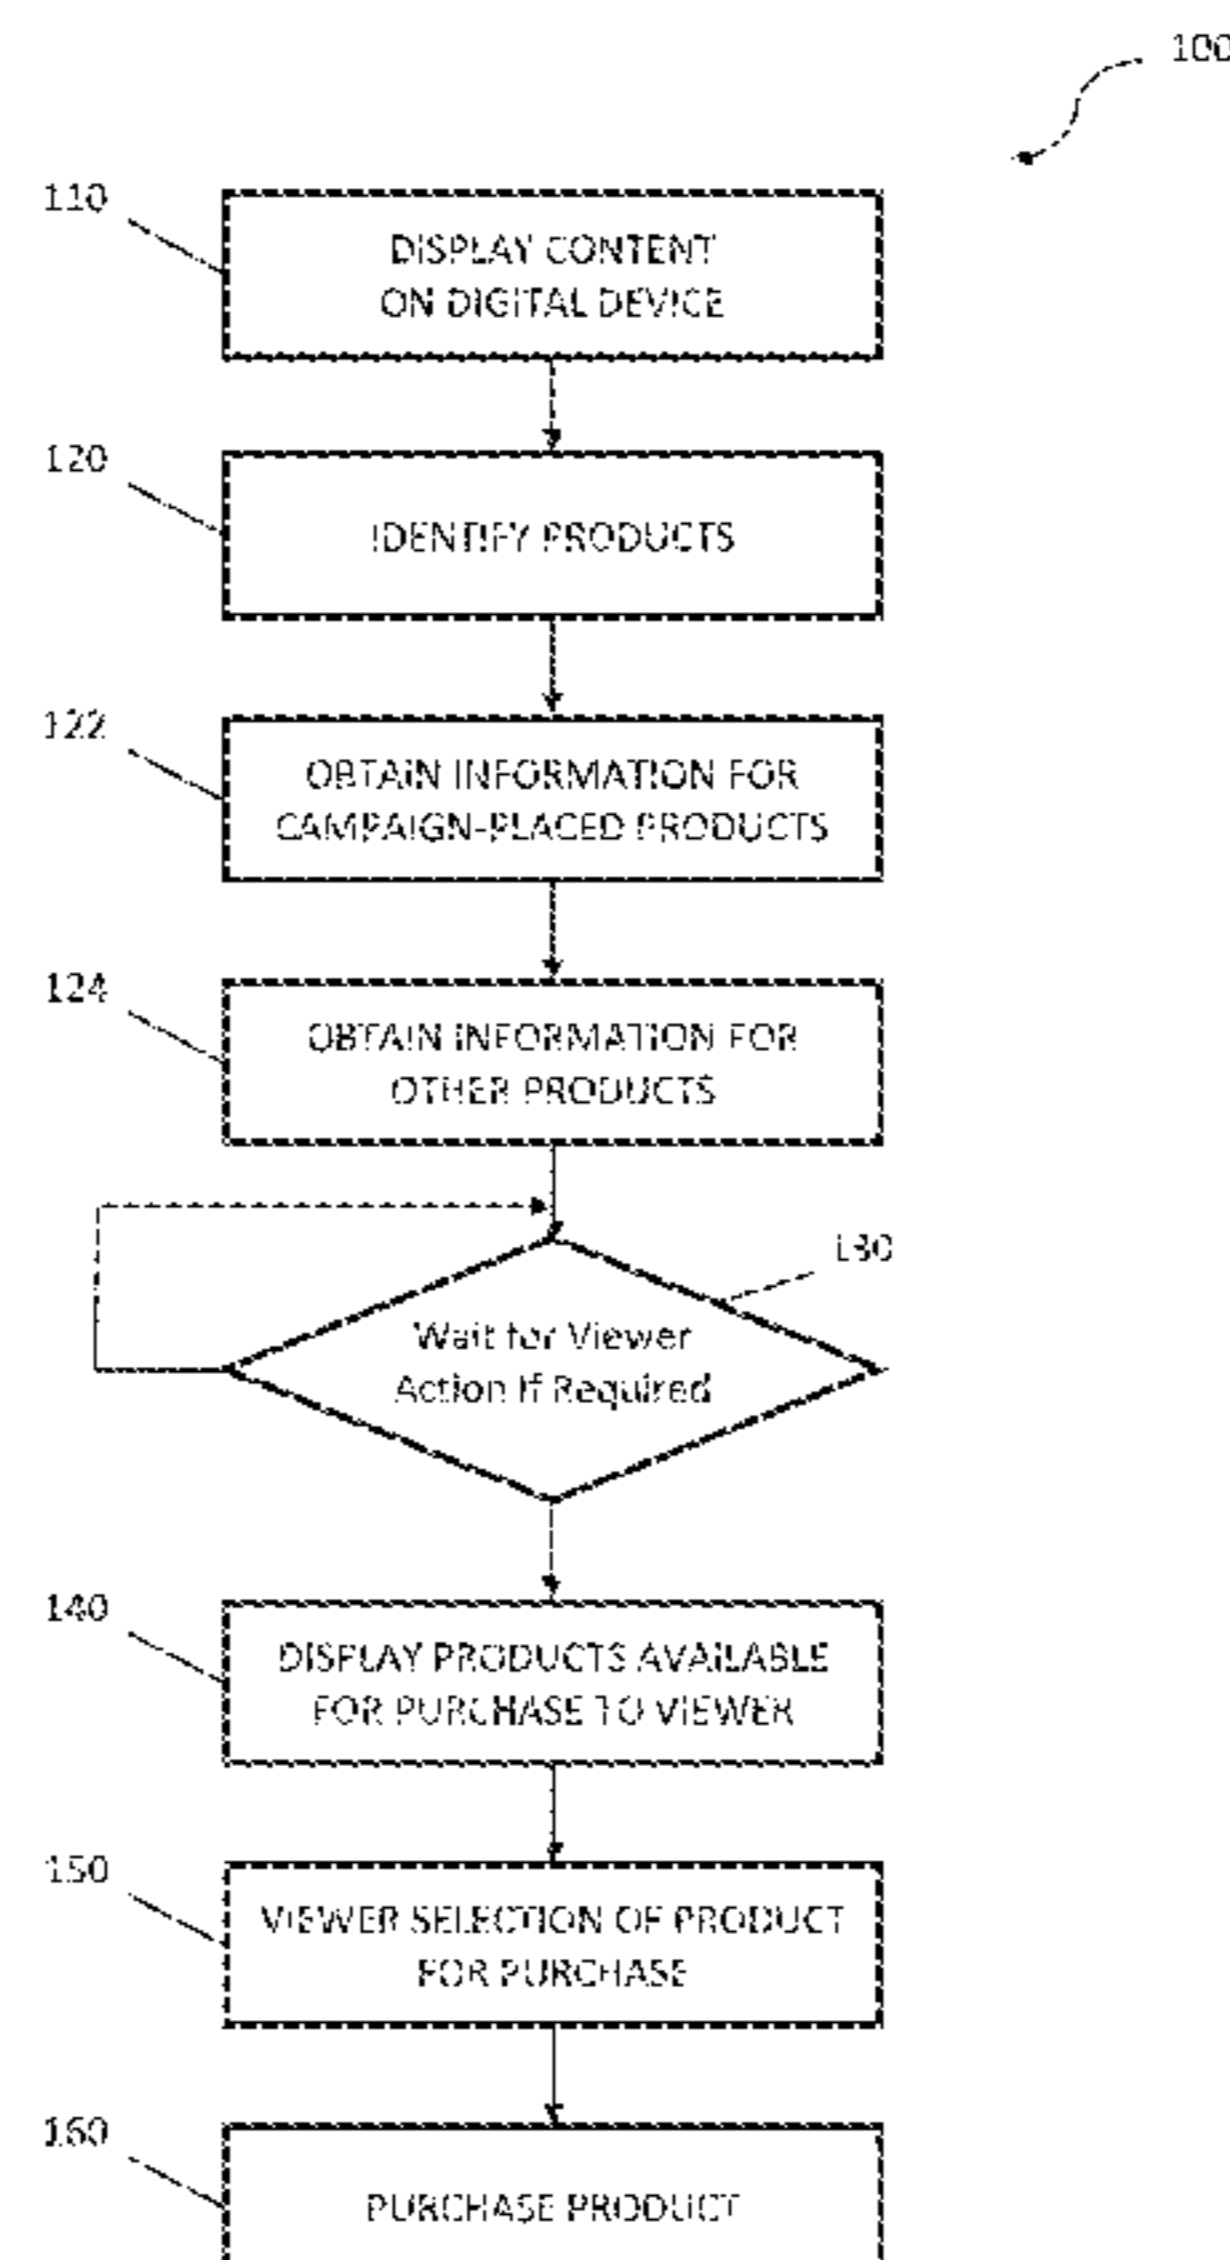 100
110
DISPLAY CONTENT
ON DIGITAL DEVICE
120
IDENTIFY PRODUCTS
122
OBTAIN INFORMATION FOR
CAMPAIGN-PLACED PRODUCTS
124
OBTAIN INFORMATION FOR
OTHER PRODUCTS
130
Wait for Viewer
Action If Required
140
DISPLAY PRODUCTS AVAILABLE
FOR PURCHASE TO VIEWER
150
VIEWER SELECTION OF PRODUCT
FOR PURCHASE
160
PURCHASE PRODUCT